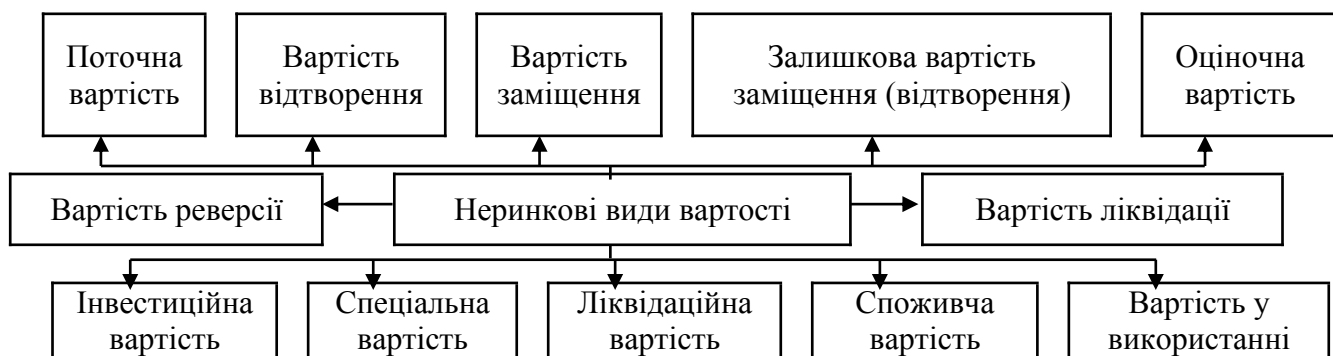 Поточна
вартість
Вартість
відтворення
Вартість
заміщення
Залишкова вартість
заміщення (відтворення)
Оціночна
вартість
Вартість реверсії
Неринкові види вартості
Вартість ліквідації
Інвестиційна
вартість
Спеціальна
вартість
Ліквідаційна
вартість
Споживча
вартість
Вартість у
використанні